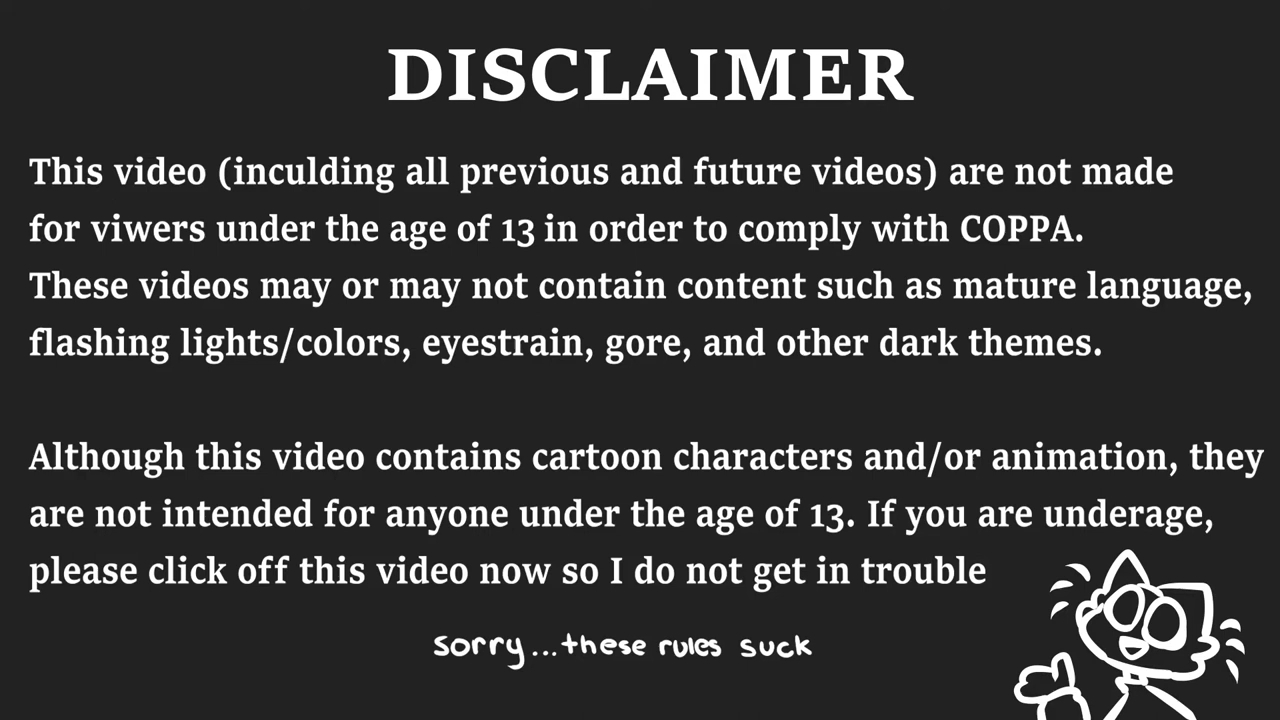 DISCLAIMER
This video (inculding all previous and future videos) are not made
for viwers under the age of 13 in order to comply with COPPA.
These videos may or may not contain content such as mature language,
flashing lights/colors, eyestrain, gore, and other dark themes.
Although this video contains cartoon characters and/or animation, they
are not intended for anyone under the age of 13. If you are underage,
please click off this video now so I do not get in trouble
sorry...these rules suck